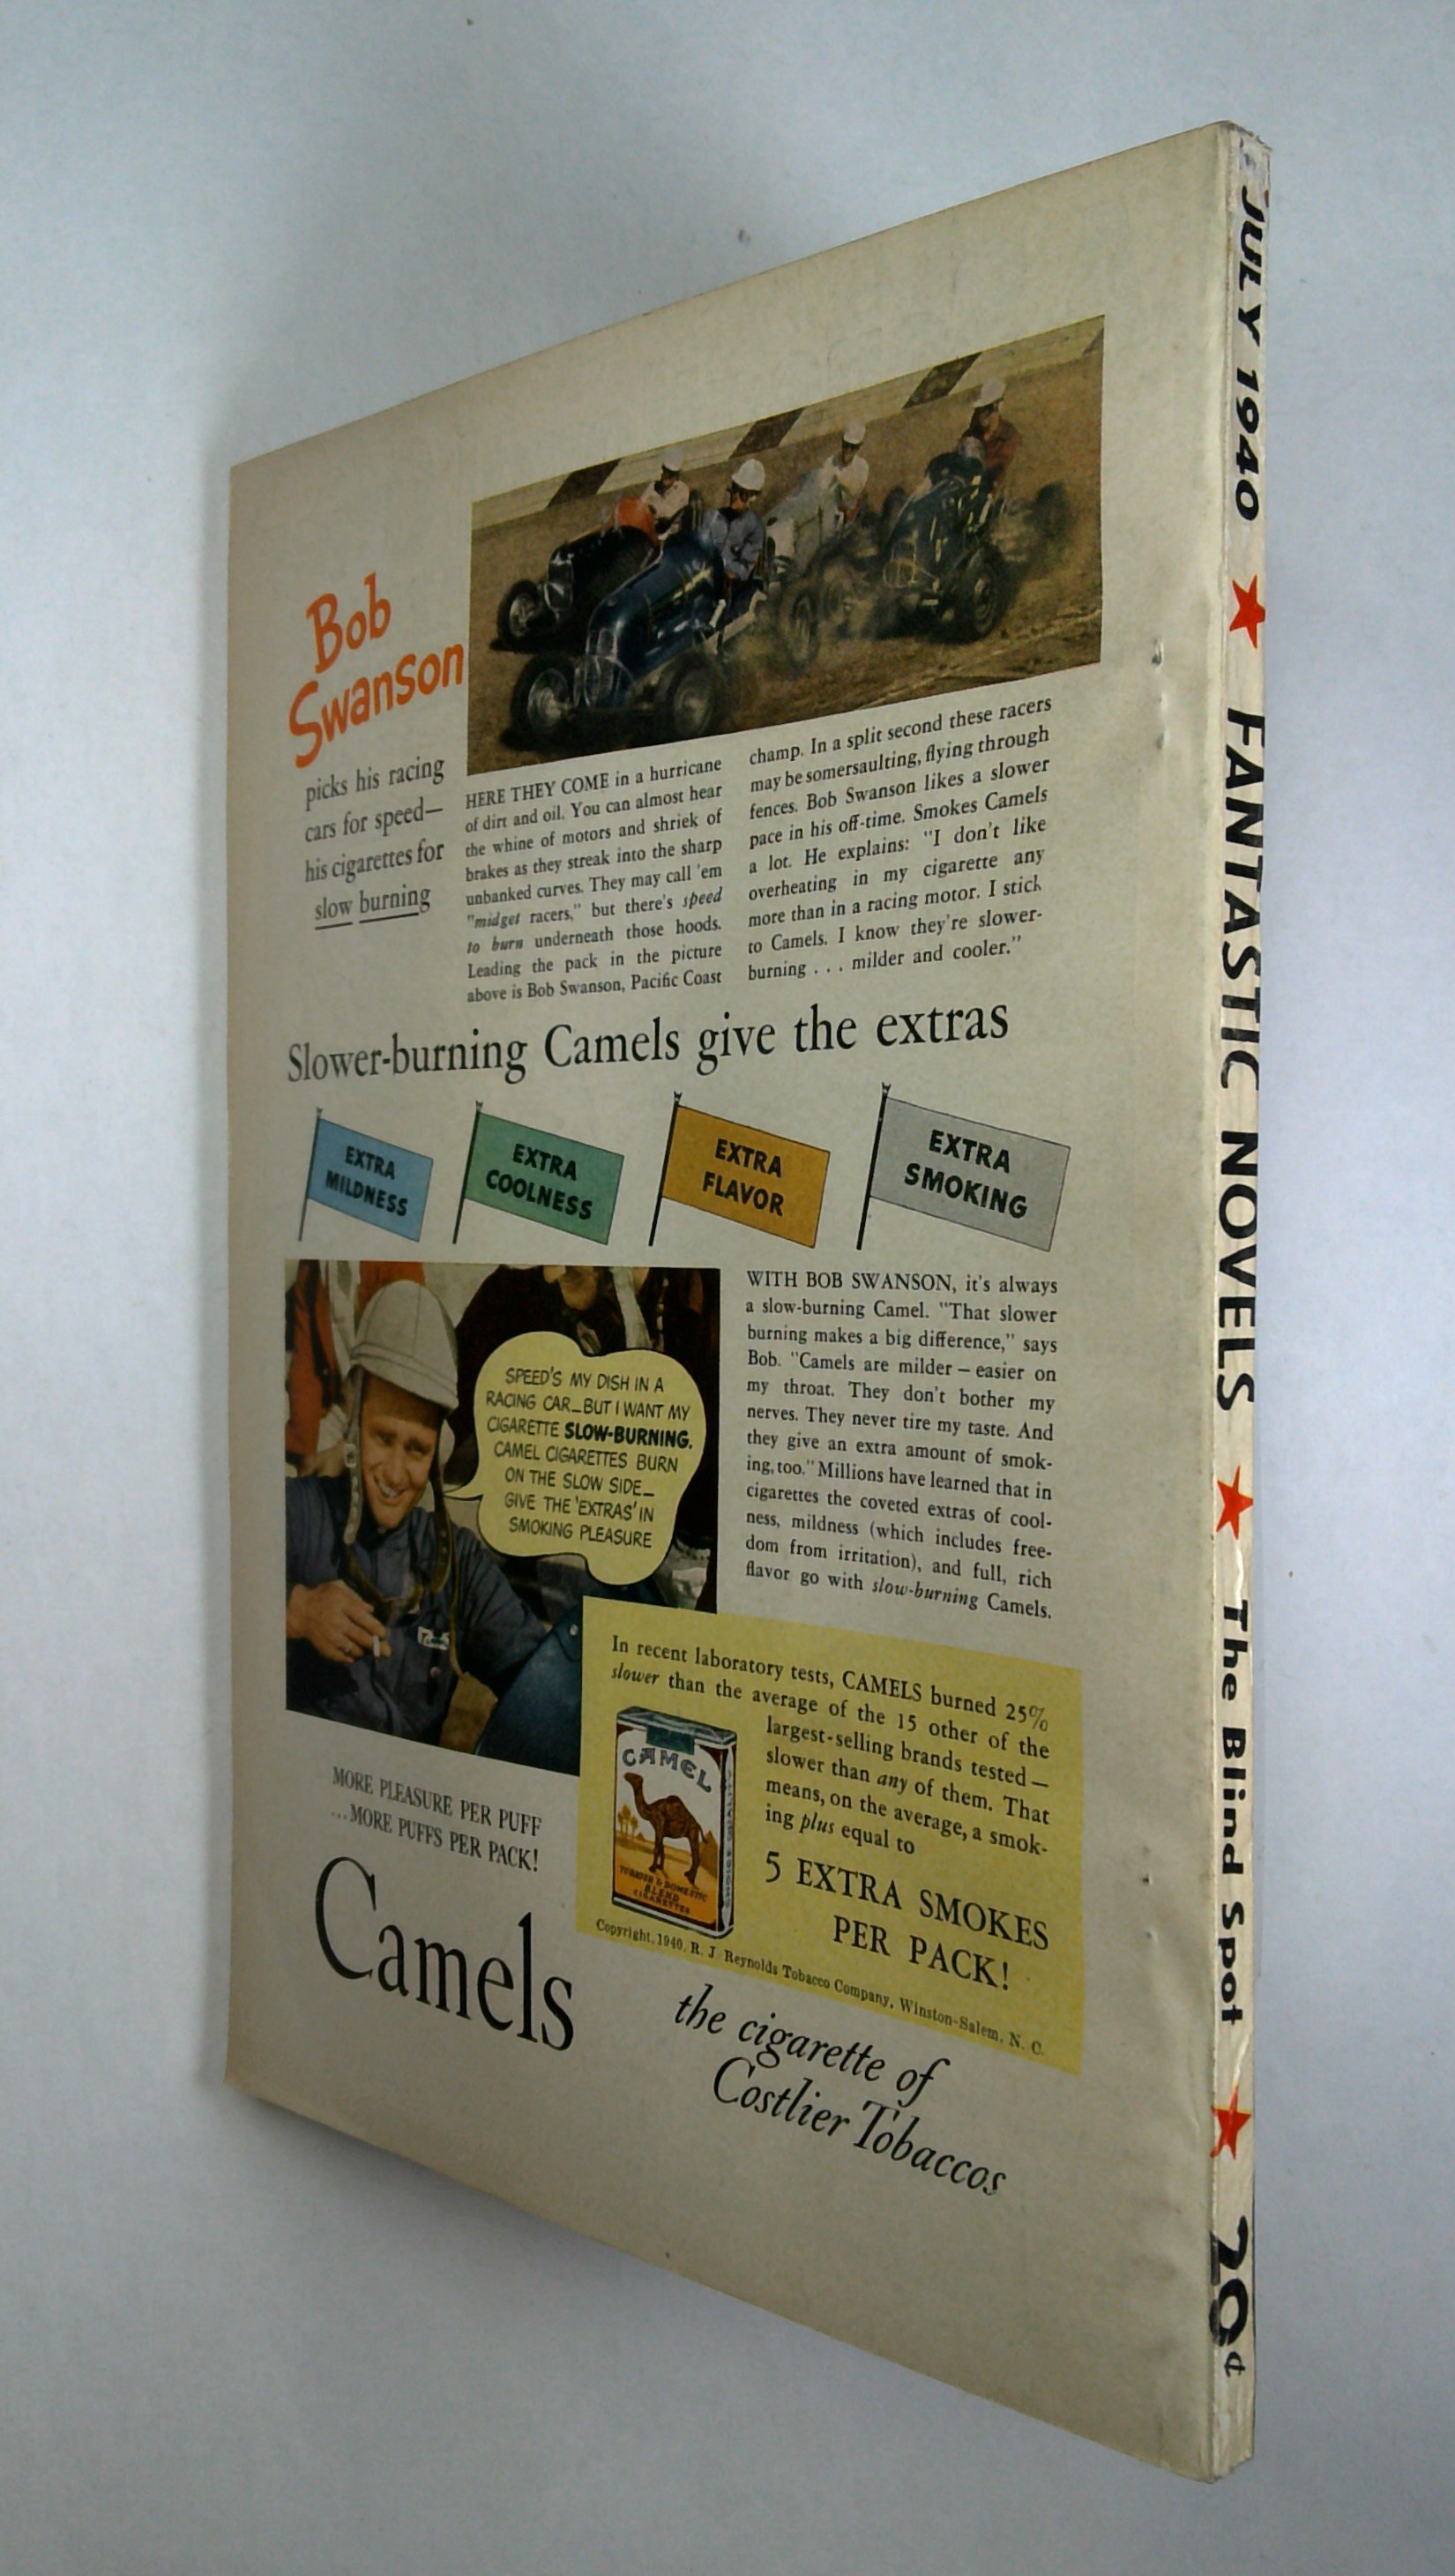 Bob
Swanson
picks his racing
cars for speed—
his cigarettes for
slow burning
HERE THEY COME in a hurricane
of dirt and oil. You can almost hear
the whine of motors and shriek of
brakes as they streak into the sharp
unbanked curves. They may call 'em
"midget racers," but there's speed
to burn underneath those hoods.
Leading the pack in the picture
above is Bob Swanson, Pacific Coast
champ. In a split second these racers
may be somersaulting, flying through
fences. Bob Swanson likes a slower
pace in his off-time. Smokes Camels
a lot. He explains: "I don't like
overheating in my cigarette any
more than in a racing motor. I stick
to Camels. I know they're slower-
burning . . . milder and cooler."
Slower-burning Camels give the extras
EXTRA
MILDNESS
EXTRA
COOLNESS
EXTRA
FLAVOR
EXTRA
SMOKING
SPEED'S MY DISH IN A
RACING CAR—BUT I WANT MY
CIGARETTE SLOW-BURNING.
CAMEL CIGARETTES BURN
ON THE SLOW SIDE—
GIVE THE 'EXTRAS' IN
SMOKING PLEASURE
WITH BOB SWANSON, it's always
a slow-burning Camel. "That slower
burning makes a big difference," says
Bob. "Camels are milder – easier on
my throat. They don't bother my
nerves. They never tire my taste. And
they give an extra amount of smok-
ing, too." Millions have learned that in
cigarettes the coveted extras of cool-
ness, mildness (which includes free-
dom from irritation), and full, rich
flavor go with slow-burning Camels.
In recent laboratory tests, CAMELS burned 25%
slower than the average of the 15 other of the
largest-selling brands tested —
slower than any of them. That
means, on the average, a smok-
ing plus equal to
5 EXTRA SMOKES
PER PACK!
CAMEL
TURKISH & DOMESTIC
BLEND
CIGARETTES
CHOICE QUALITY
Copyright, 1940, R. J. Reynolds Tobacco Company, Winston-Salem, N. C.
MORE PLEASURE PER PUFF
...MORE PUFFS PER PACK!
Camels
the cigarette of
Costlier Tobaccos
JULY 1940 ★ FANTASTIC NOVELS ★ The Blind Spot ★ 20¢